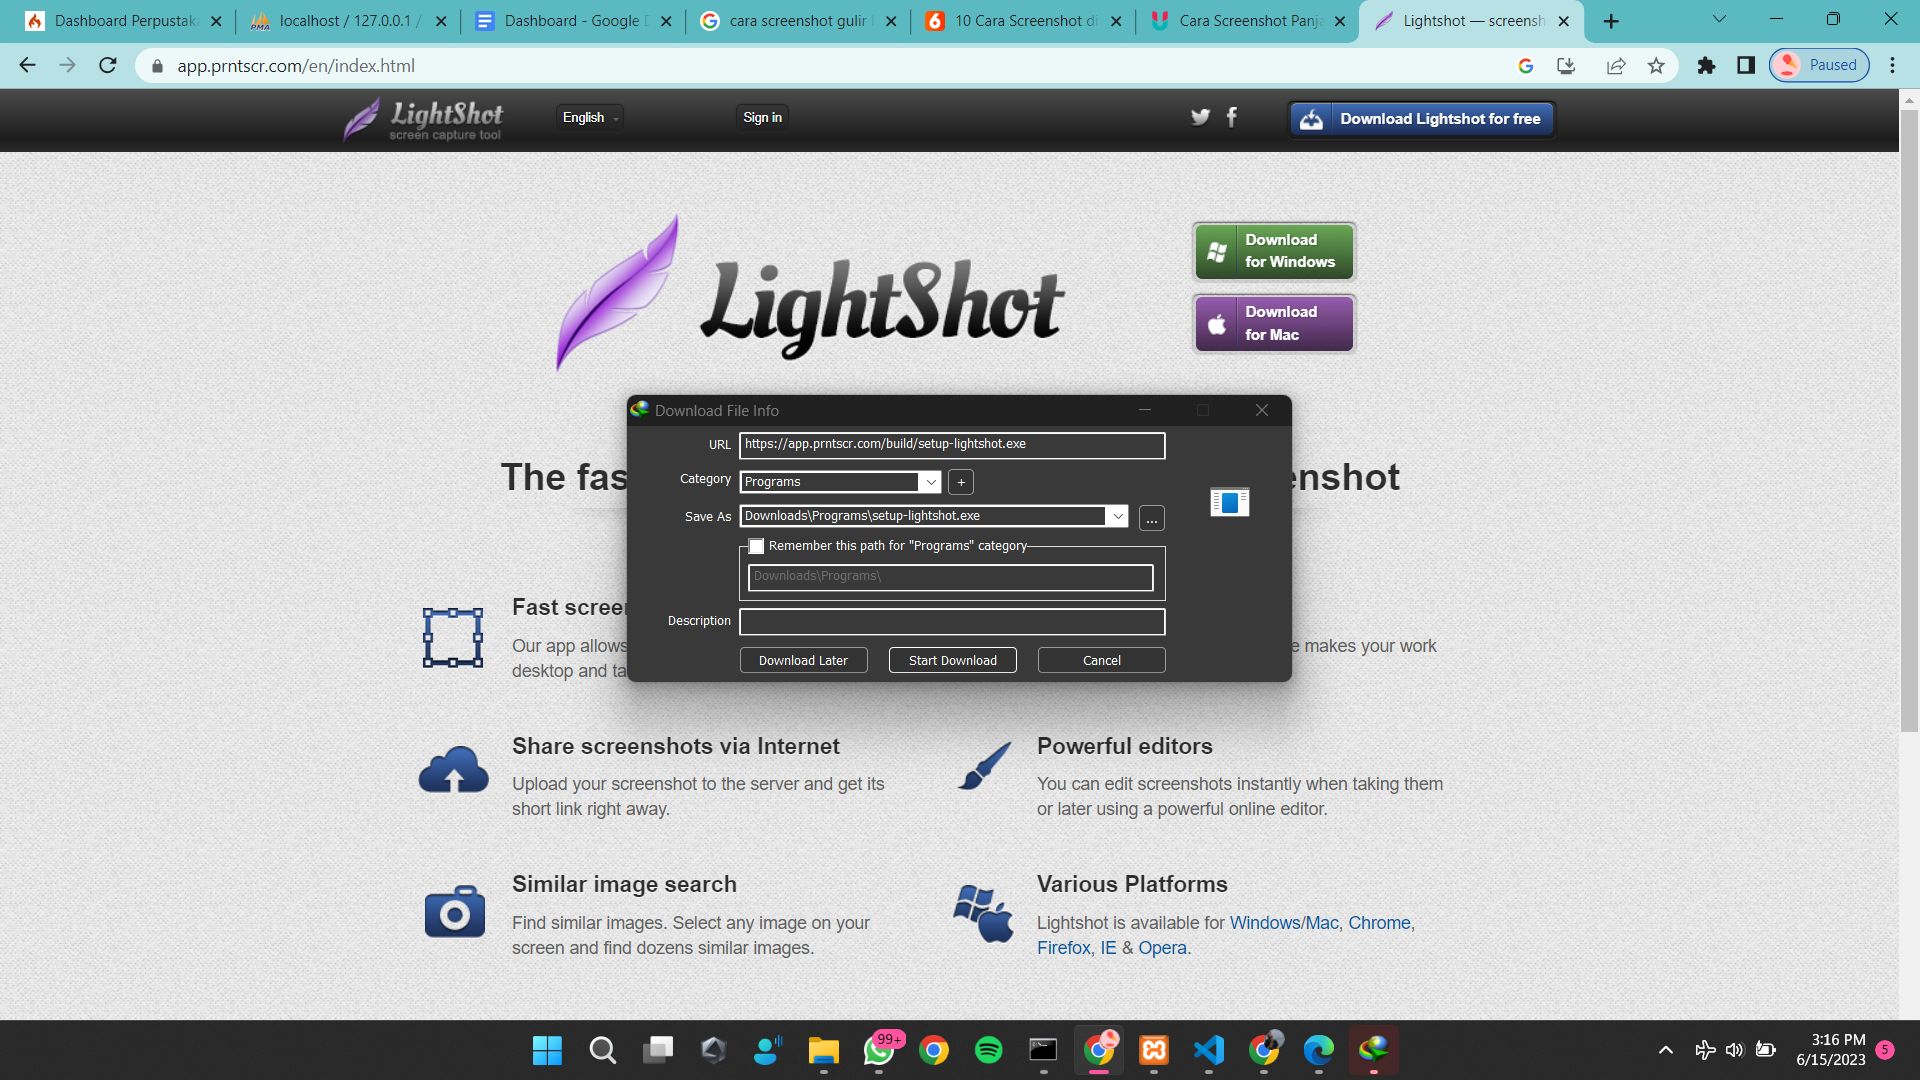 Dashboard Perpustak
localhost / 127.0.0.1 /
Dashboard - Google D
cara screenshot gulir
10 Cara Screenshot di
Cara Screenshot Panja
Lightshot — screensh
app.prntscr.com/en/index.html
Paused
LightShot
screen capture tool
English
Sign in
Download Lightshot for free
LightShot
Download
for Windows
Download
for Mac
Download File Info
URL
https://app.prntscr.com/build/setup-lightshot.exe
Category
Programs
+
Save As
Downloads\Programs\setup-lightshot.exe
...
Remember this path for "Programs" category
Downloads\Programs\
Description
Download Later
Start Download
Cancel
The fas
enshot
Fast scree
Our app allows
desktop and ta
e makes your work
Share screenshots via Internet
Upload your screenshot to the server and get its
short link right away.
Powerful editors
You can edit screenshots instantly when taking them
or later using a powerful online editor.
Similar image search
Find similar images. Select any image on your
screen and find dozens similar images.
Various Platforms
Lightshot is available for Windows/Mac, Chrome,
Firefox, IE & Opera.
99+
3:16 PM
6/15/2023
5